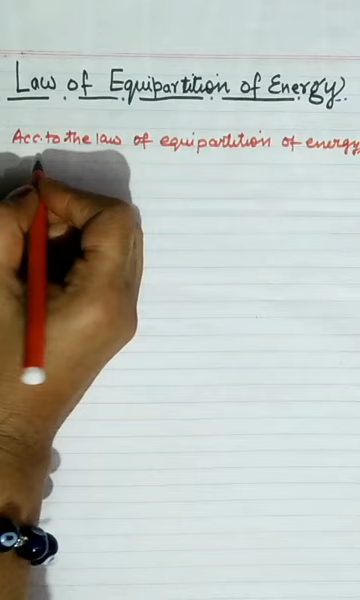 Law of Equipartition of Energy
Acc. to the law of equipartition of energy